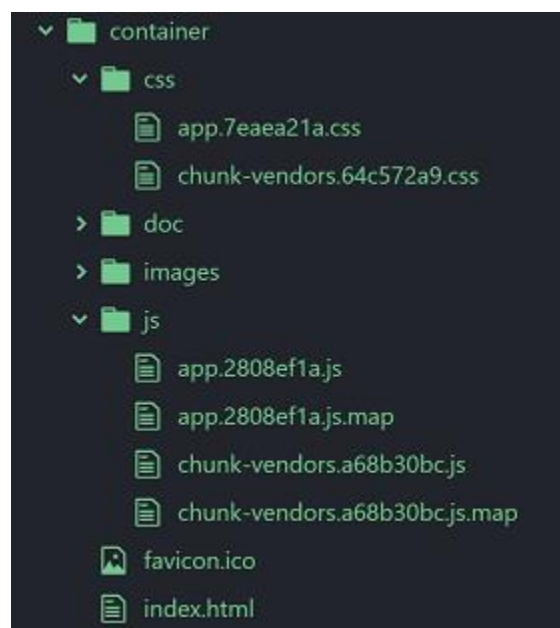 container
css
app.7eaea21a.css
chunk-vendors.64c572a9.css
doc
images
js
app.2808ef1a.js
app.2808ef1a.js.map
chunk-vendors.a68b30bc.js
chunk-vendors.a68b30bc.js.map
favicon.ico
index.html